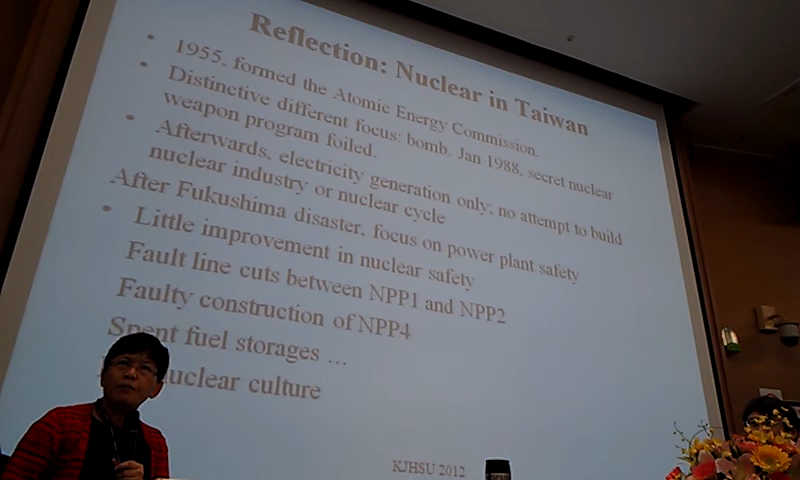 Reflection: Nuclear in Taiwan
• 1955, formed the Atomic Energy Commission.
• Distinctive different focus: bomb. Jan 1988, secret nuclear
weapon program foiled.
• Afterwards, electricity generation only; no attempt to build
nuclear industry or nuclear cycle
After Fukushima disaster, focus on power plant safety
• Little improvement in nuclear safety
Fault line cuts between NPP1 and NPP2
Faulty construction of NPP4
Spent fuel storages ...
nuclear culture
KJHSU 2012